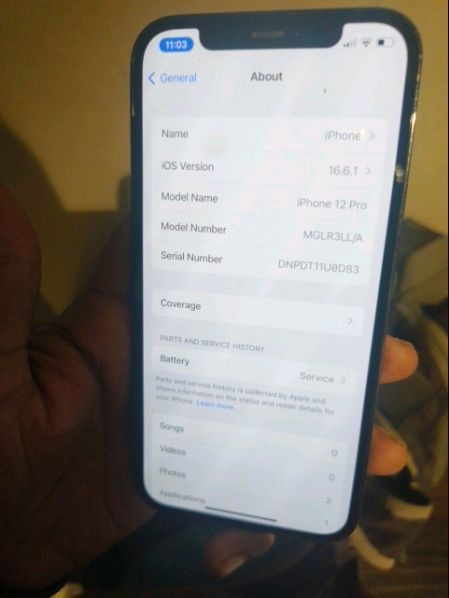 11:03
General
About
Name iPhone
iOS Version 16.6.1
Model Name iPhone 12 Pro
Model Number MGLR3LL/A
Serial Number DNPDT11U0D83
Coverage
PARTS AND SERVICE HISTORY
Battery Service
Parts and service history is collected by Apple and
shows information on the status and repair details for
your iPhone. Learn more...
Songs 0
Videos 0
Photos 2
Applications 1